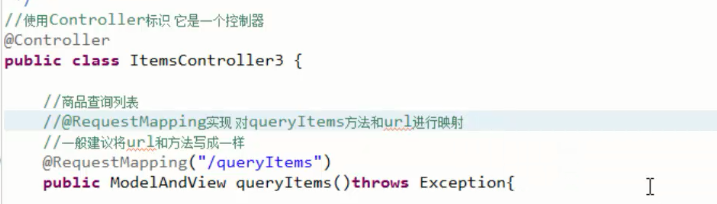 */
//使用Controller标识 它是一个控制器
@Controller
public class ItemsController3 {
//商品查询列表
//@RequestMapping实现 对queryItems方法和url进行映射
//一般建议将url和方法写成一样
@RequestMapping("/queryItems")
public ModelAndView queryItems()throws Exception{